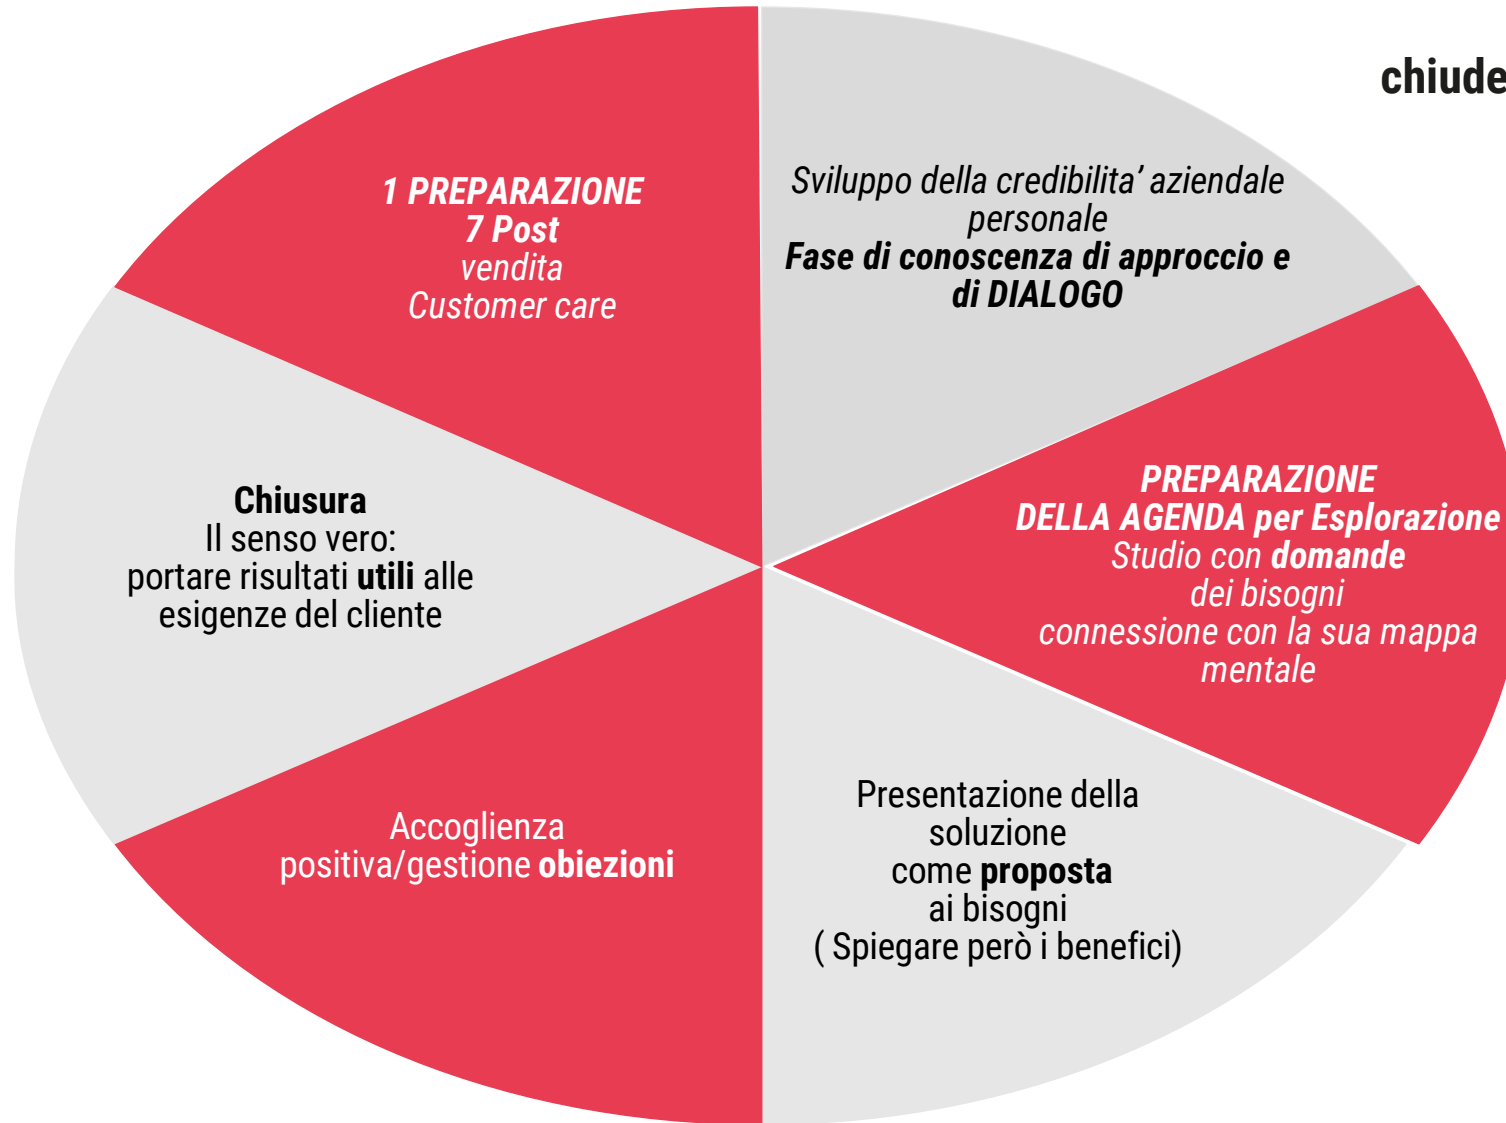 chiude
1 PREPARAZIONE
7 Post
vendita
Customer care
Sviluppo della credibilita’ aziendale
personale
Fase di conoscenza di approccio e
di DIALOGO
PREPARAZIONE
DELLA AGENDA per Esplorazione
Studio con domande
dei bisogni
connessione con la sua mappa
mentale
Presentazione della
soluzione
come proposta
ai bisogni
( Spiegare però i benefici)
Accoglienza
positiva/gestione obiezioni
Chiusura
Il senso vero:
portare risultati utili alle
esigenze del cliente